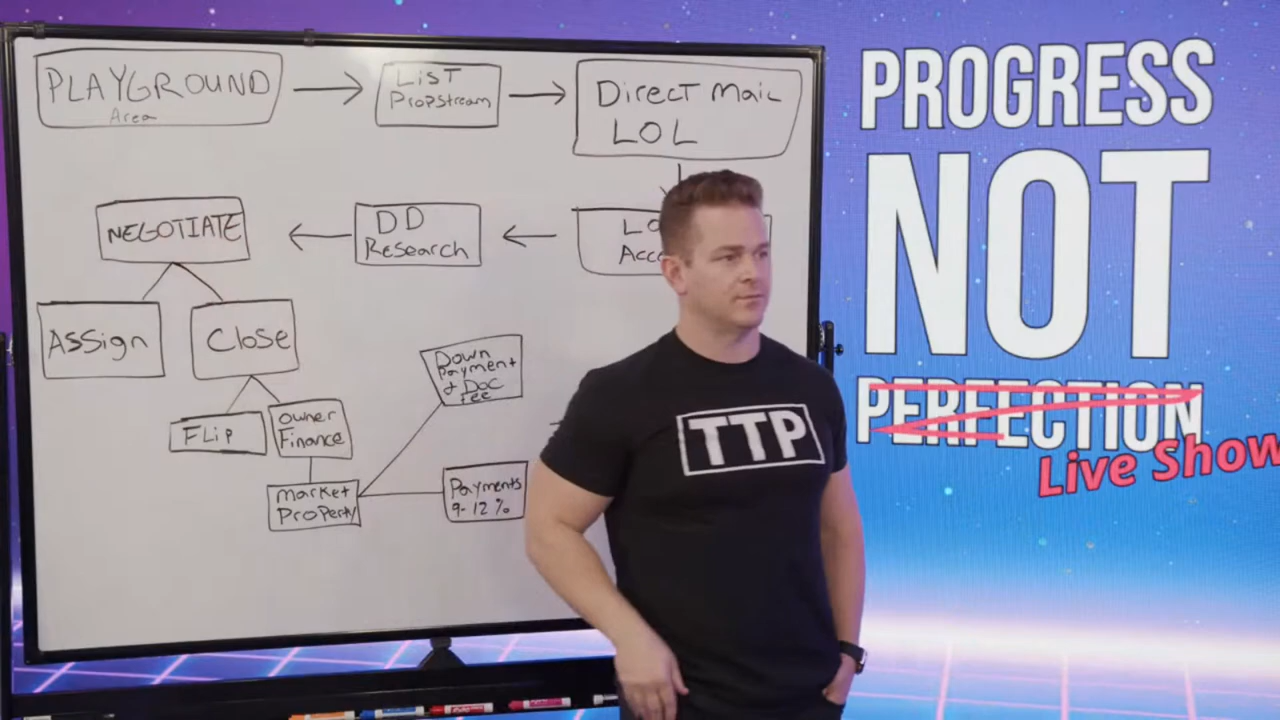 PLAYGROUND
Area
LiST
PropStream
Direct Mail
LOL
NEGOTIATE
DD
Research
Assign
Close
FLip
Owner
Finance
Market
Property
Down
Payment
& Doc
Fee
Payments
9-12 %
TTP
PROGRESS
NOT
PERFECTION
Live Show